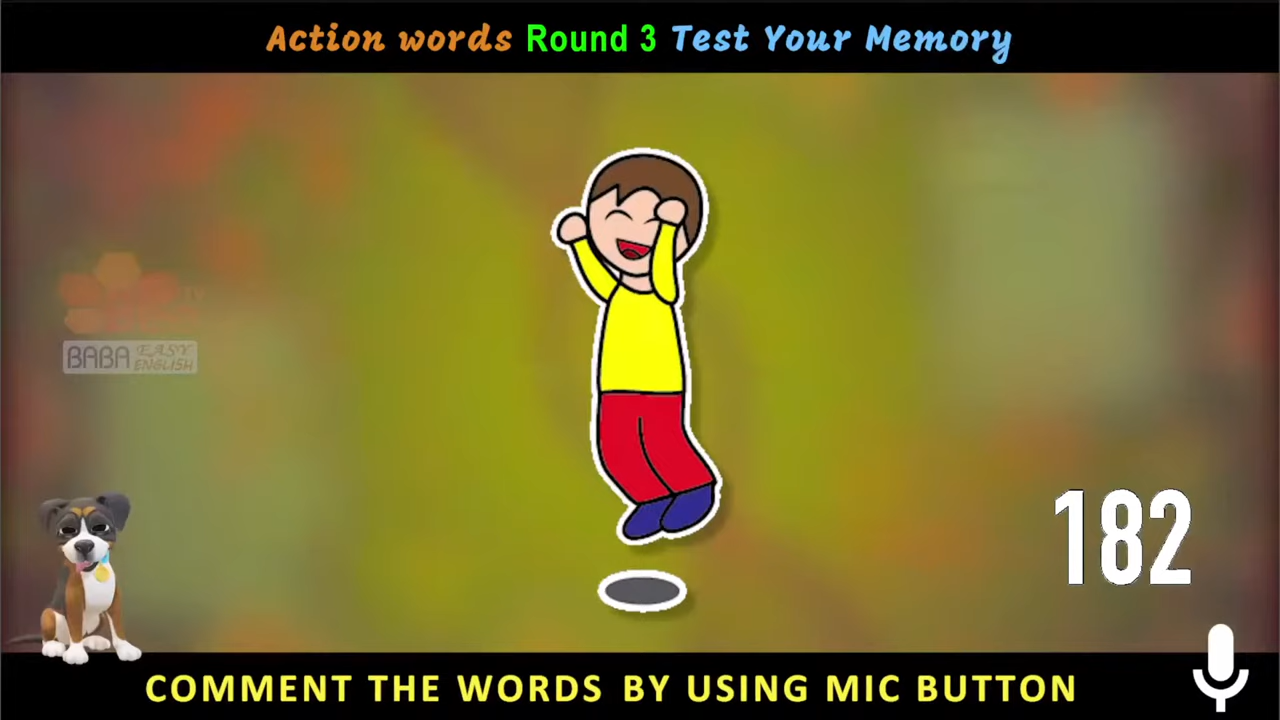 Action words Round 3 Test Your Memory
BABA EASY ENGLISH
182
COMMENT THE WORDS BY USING MIC BUTTON